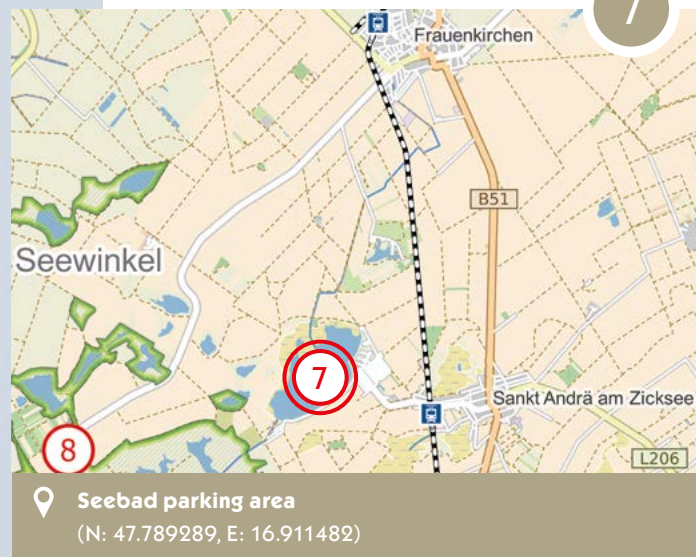 7
Frauenkirchen
B51
Seewinkel
7
Sankt Andrä am Zicksee
8
L206
Seebad parking area
(N: 47.789289, E: 16.911482)